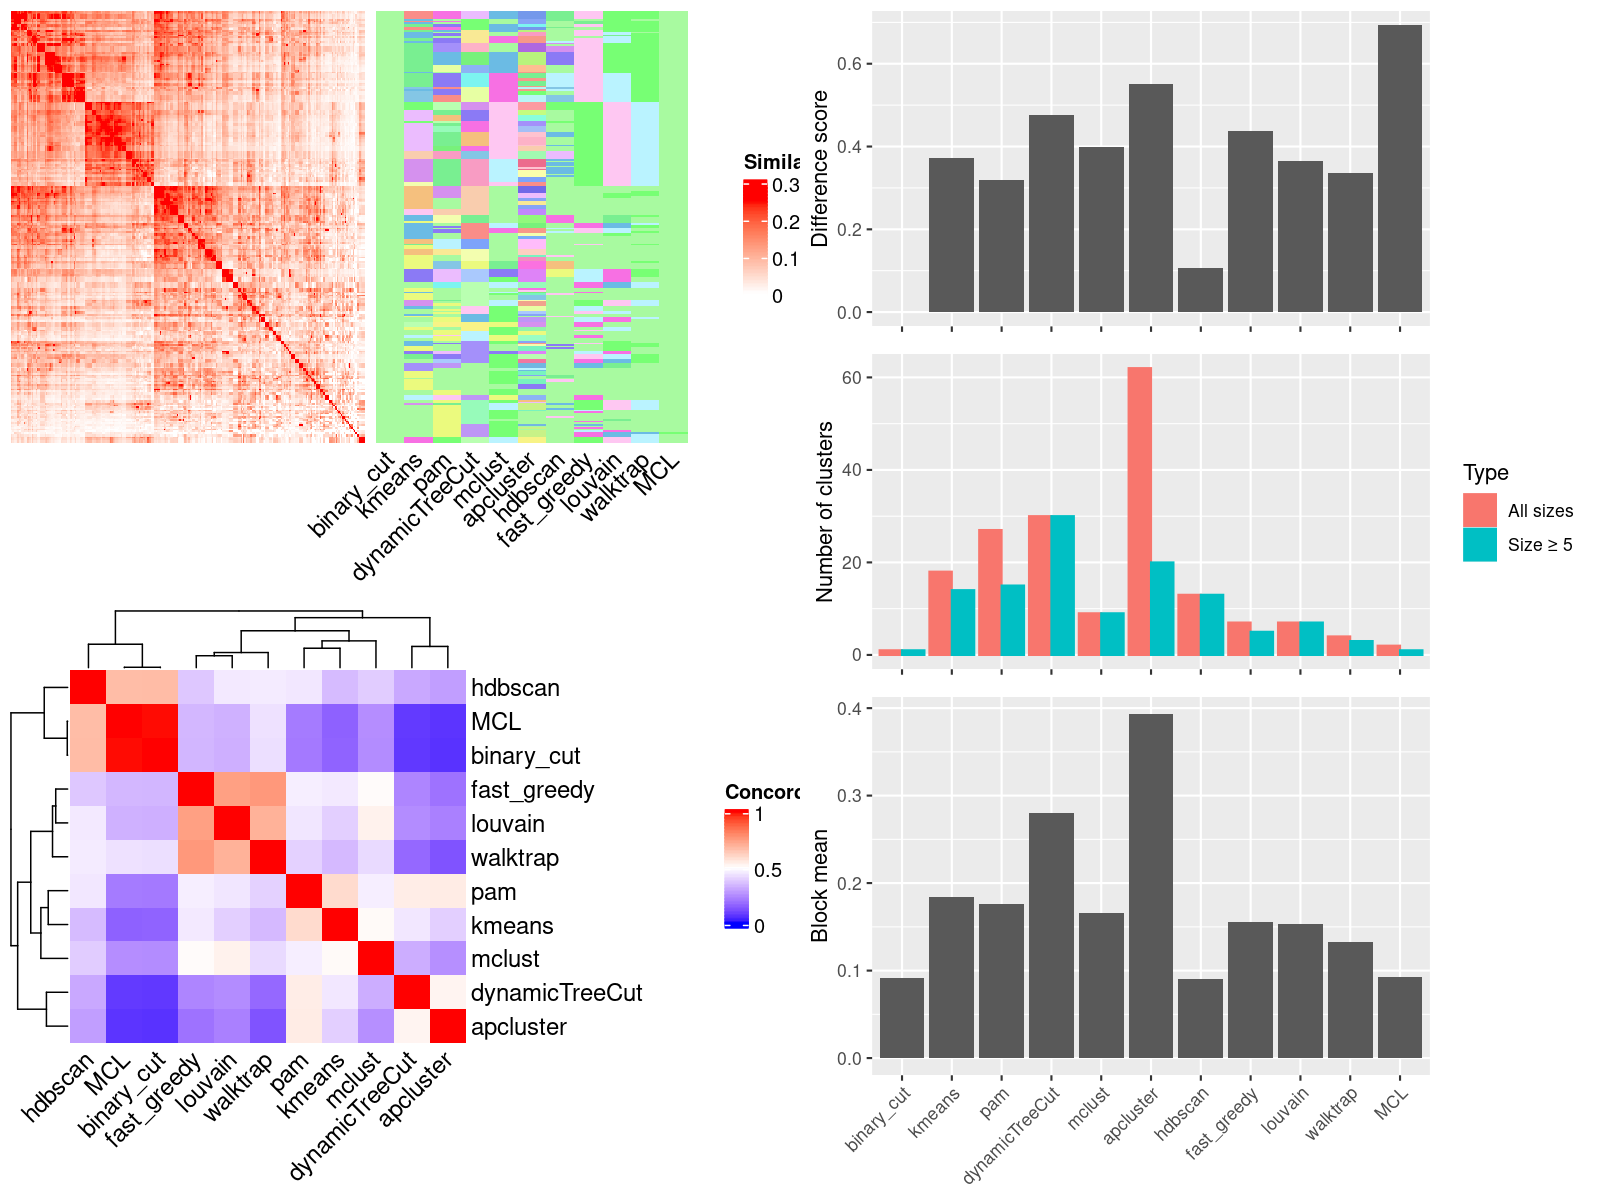 binary_cut
kmeans
pam
dynamicTreeCut
mclust
apcluster
hdbscan
fast_greedy
louvain
walktrap
MCL
Simila
0.3
0.2
0.1
0
hdbscan
MCL
binary_cut
fast_greedy
louvain
walktrap
pam
kmeans
mclust
dynamicTreeCut
apcluster
hdbscan
MCL
binary_cut
fast_greedy
louvain
walktrap
pam
kmeans
mclust
dynamicTreeCut
apcluster
Concord
1
0.5
0
Difference score
0.6
0.4
0.2
0.0
Number of clusters
60
40
20
0
Type
All sizes
Size ≥ 5
Block mean
0.4
0.3
0.2
0.1
0.0
binary_cut
kmeans
pam
dynamicTreeCut
mclust
apcluster
hdbscan
fast_greedy
louvain
walktrap
MCL